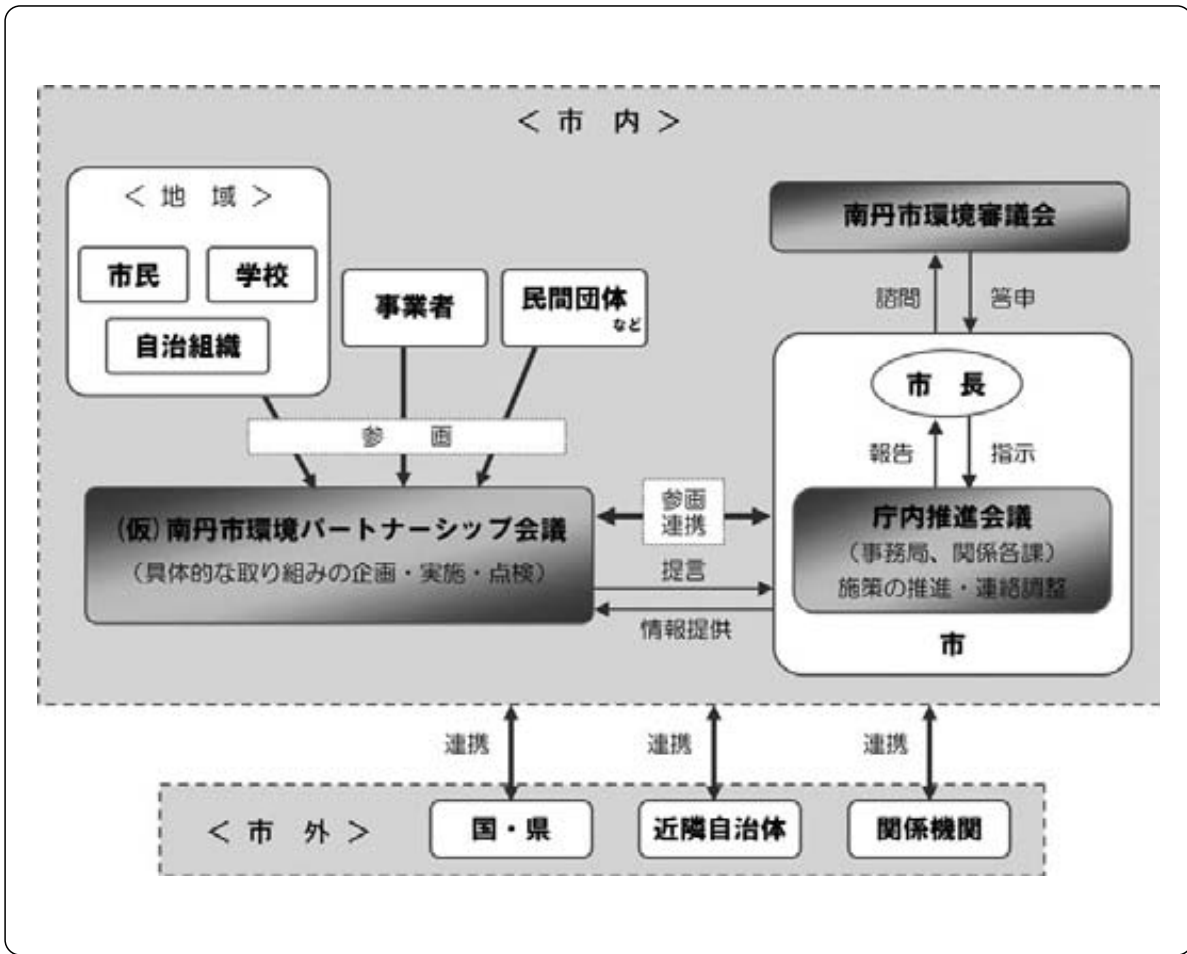 ＜ 市 内 ＞
＜ 地 域 ＞
市民
学校
自治組織
事業者
民間団体
など
参 画
南丹市環境審議会
諮問
答申
市 長
報告
指示
庁内推進会議
（事務局、関係各課）
施策の推進・連絡調整
市
(仮)南丹市環境パートナーシップ会議
（具体的な取り組みの企画・実施・点検）
参画
連携
提言
情報提供
連携
連携
連携
＜ 市 外 ＞
国・県
近隣自治体
関係機関